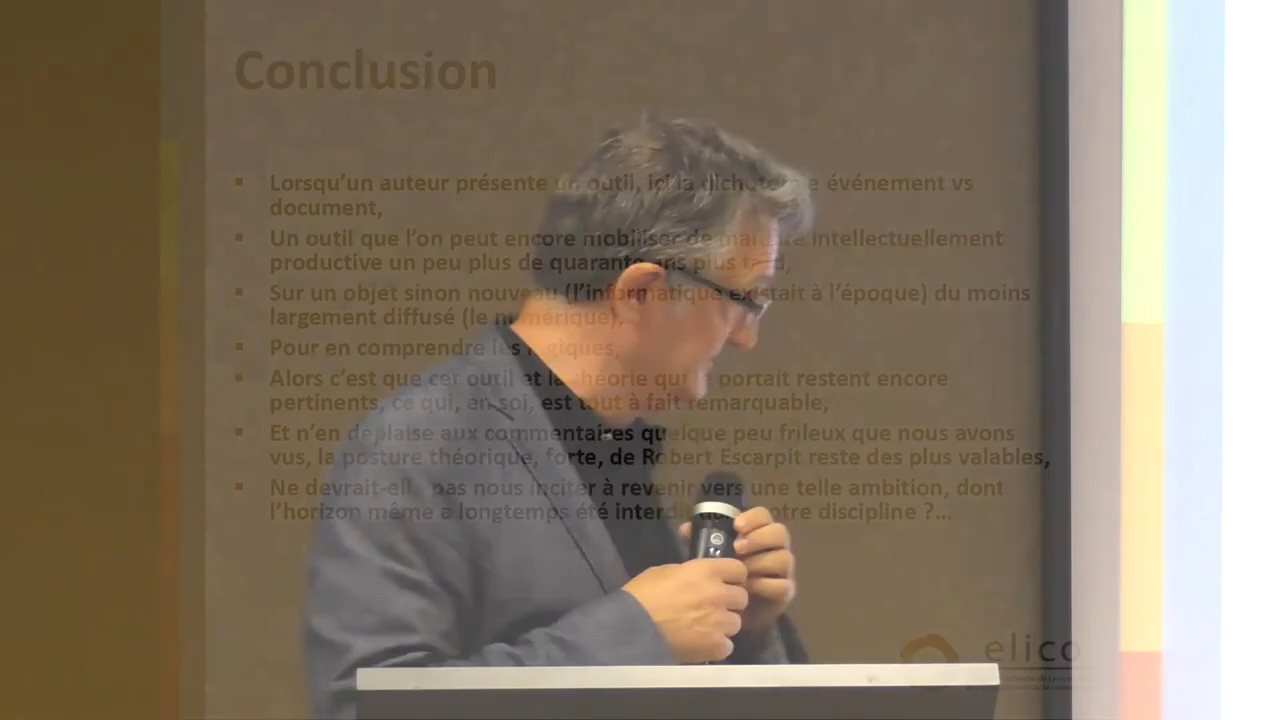 Conclusion
Lorsqu'un auteur présente un outil, ici la dichotomie événement vs
document,
Un outil que l'on peut encore mobiliser de manière intellectuellement
productive un peu plus de quarante ans plus tard,
Sur un objet sinon nouveau (l'informatique existait à l'époque) du moins
largement diffusé (le numérique).
Pour en comprendre les logiques,
Alors c'est que cet outil et la théorie qui le portait restent encore
pertinents, ce qui, en soi, est tout à fait remarquable,
Et n'en déplaise aux commentaires quelque peu frileux que nous avons
vus, la posture théorique, forte, de Robert Escarpit reste des plus valables,
Ne devrait-elle pas nous inciter à revenir vers une telle ambition, dont
l'horizon même a longtemps été interdit dans notre discipline ?...
elico